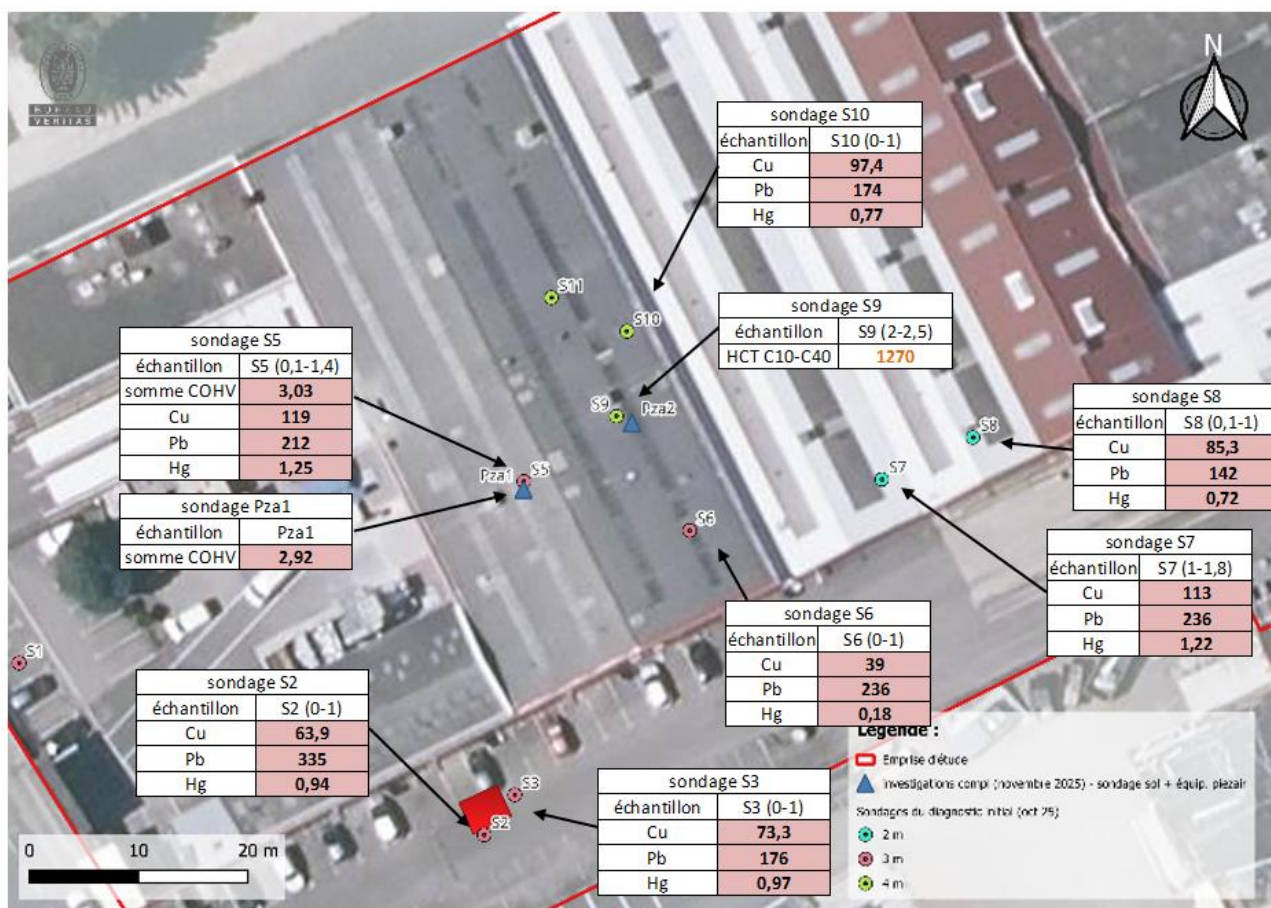 BUREAU
VERITAS
N
sondage S10
échantillon S10 (0-1)
Cu 97,4
Pb 174
Hg 0,77
S11
S10
sondage S9
échantillon S9 (2-2,5)
HCT C10-C40 1270
sondage S5
échantillon S5 (0,1-1,4)
somme COHV 3,03
Cu 119
Pb 212
Hg 1,25
S9
Pza2
sondage S8
échantillon S8 (0,1-1)
Cu 85,3
Pb 142
Hg 0,72
S8
Pza1
S5
S7
sondage Pza1
échantillon Pza1
somme COHV 2,92
S6
sondage S7
échantillon S7 (1-1,8)
Cu 113
Pb 236
Hg 1,22
sondage S6
échantillon S6 (0-1)
Cu 39
Pb 236
Hg 0,18
S1
sondage S2
échantillon S2 (0-1)
Cu 63,9
Pb 335
Hg 0,94
S3
S2
sondage S3
échantillon S3 (0-1)
Cu 73,3
Pb 176
Hg 0,97
Légende :
Emprise d'étude
investigations compl (novembre 2025) - sondage sol + équip. piezair
Sondages du diagnostic initial (oct 25)
2 m
3 m
4 m
0 10 20 m